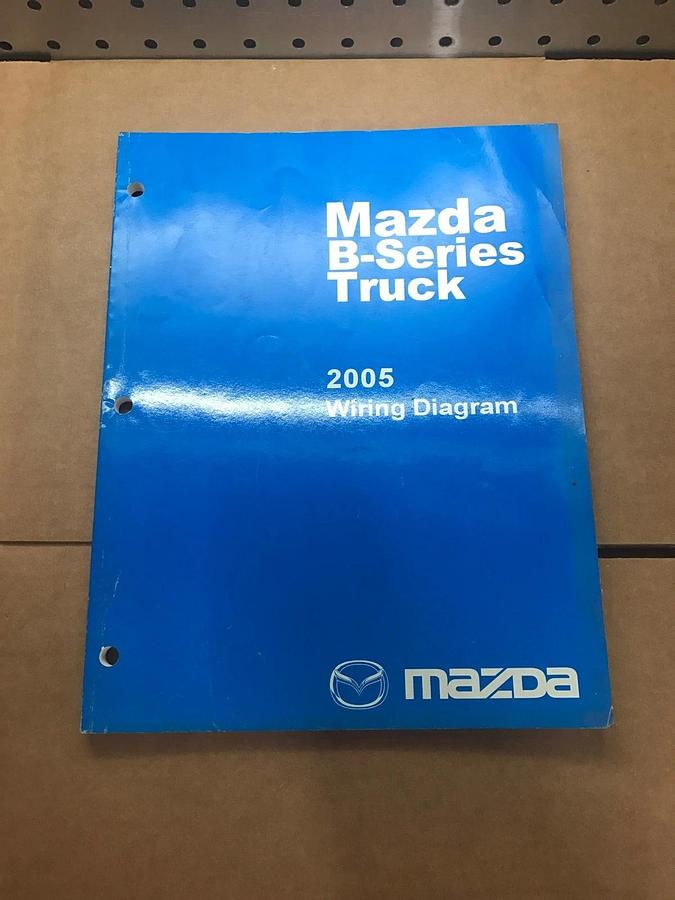 Mazda
B-Series
Truck
2005
Wiring Diagram
mazda